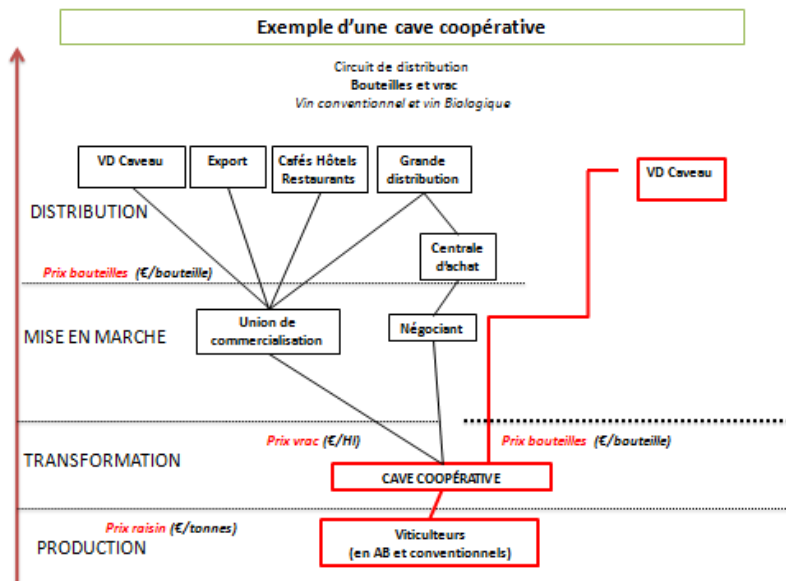 Exemple d'une cave coopérative
Circuit de distribution
Bouteilles et vrac
Vin conventionnel et vin Biologique
VD Caveau
Export
Cafés Hôtels
Restaurants
Grande
distribution
VD Caveau
DISTRIBUTION
Centrale
d'achat
Prix bouteilles (€/bouteille)
Union de
commercialisation
Négociant
MISE EN MARCHE
Prix vrac (€/Hl)
Prix bouteilles (€/bouteille)
TRANSFORMATION
CAVE COOPÉRATIVE
Prix raisin (€/tonnes)
Viticulteurs
(en AB et conventionnels)
PRODUCTION